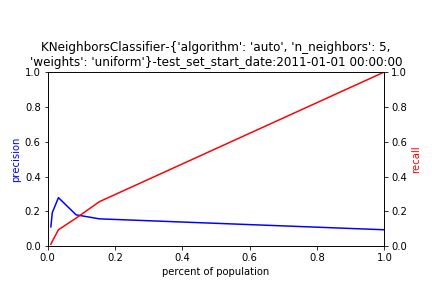 KNeighborsClassifier-{'algorithm': 'auto', 'n_neighbors': 5,
'weights': 'uniform'}-test_set_start_date:2011-01-01 00:00:00
1.0 1.0
0.8 0.8
0.6 0.6
precision recall
0.4 0.4
0.2 0.2
0.0 0.0
0.0 0.2 0.4 0.6 0.8 1.0
percent of population